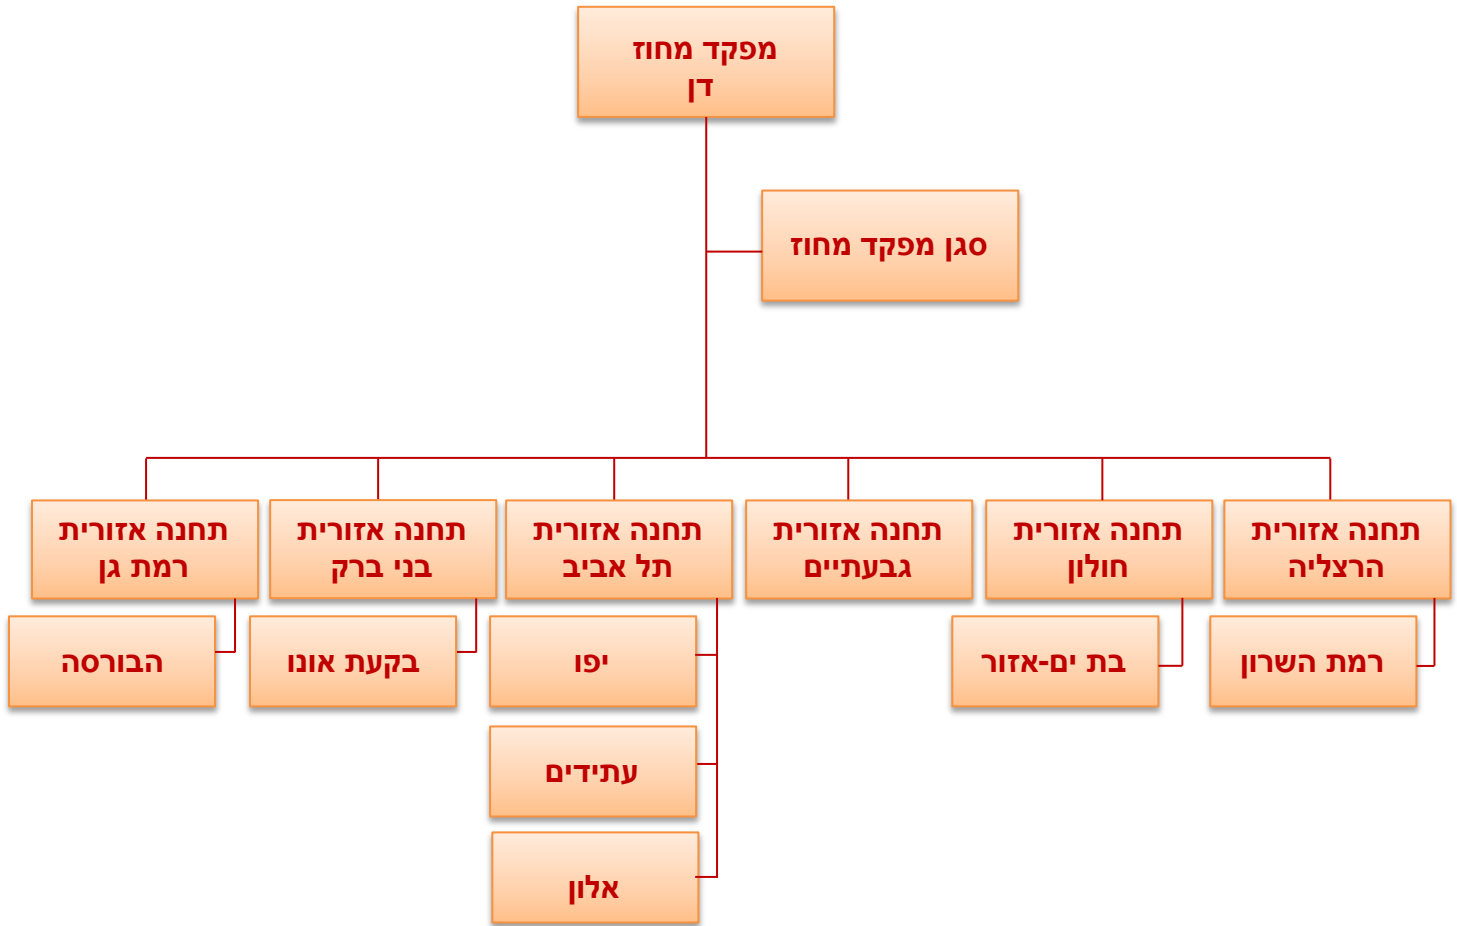 מפקד מחוז
דן
סגן מפקד מחוז
תחנה אזורית
הרצליה
תחנה אזורית
חולון
תחנה אזורית
גבעתיים
תחנה אזורית
תל אביב
תחנה אזורית
בני ברק
תחנה אזורית
רמת גן
רמת השרון
בת ים-אזור
יפו
בקעת אונו
הבורסה
עתידים
אלון